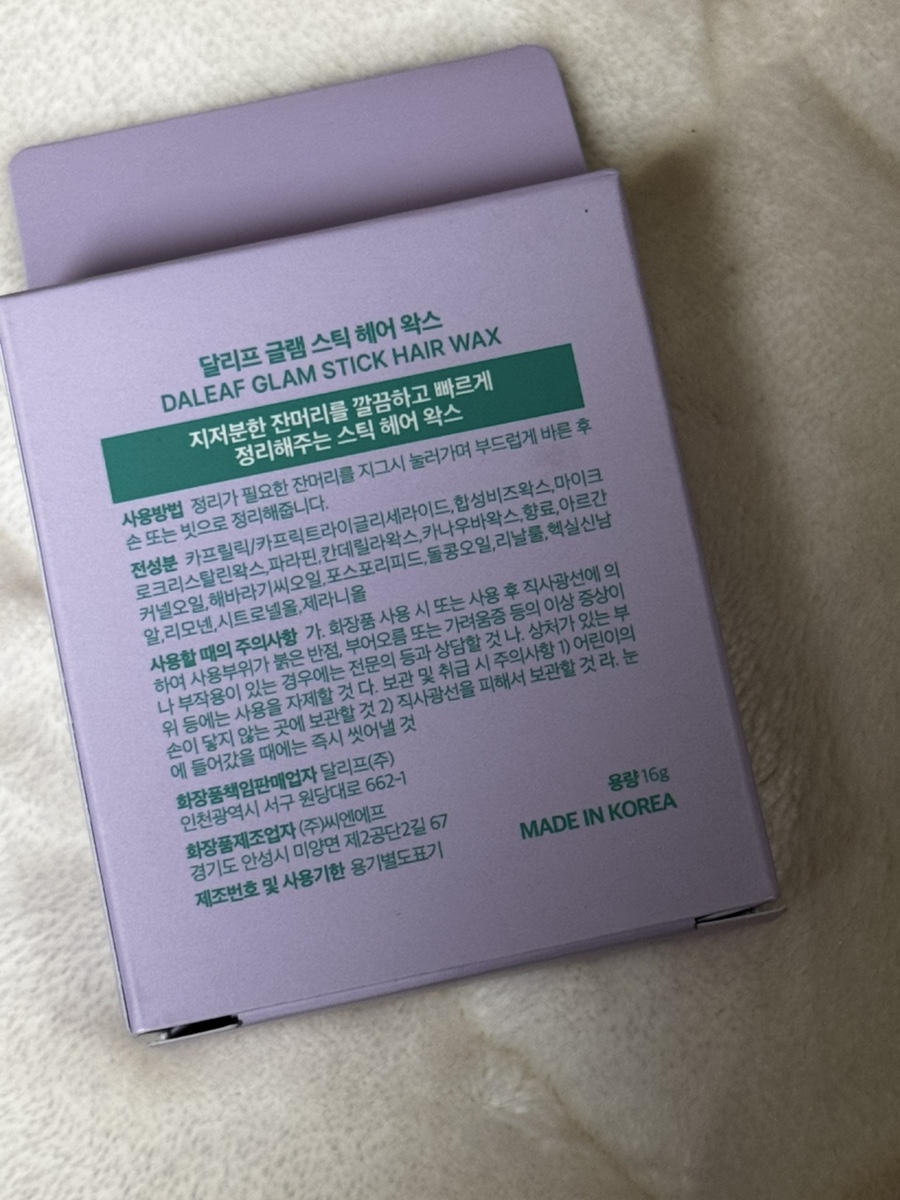 달리프 글램 스틱 헤어 왁스
DALEAF GLAM STICK HAIR WAX
지저분한 잔머리를 깔끔하고 빠르게
정리해주는 스틱 헤어 왁스
사용방법 정리가 필요한 잔머리를 지그시 눌러가며 부드럽게 바른 후
손 또는 빗으로 정리해줍니다.
전성분 카프릴릭/카프릭트라이글리세라이드,합성비즈왁스,마이크
로크리스탈린왁스,파라핀,칸데릴라왁스,카나우바왁스,향료,아르간
커넬오일,해바라기씨오일,포스포리피드,돌콩오일,리날룰,헥실신남
알,리모넨,시트로넬올,제라니올
사용할 때의 주의사항 가. 화장품 사용 시 또는 사용 후 직사광선에 의
하여 사용부위가 붉은 반점, 부어오름 또는 가려움증 등의 이상 증상이
나 부작용이 있는 경우에는 전문의 등과 상담할 것 나. 상처가 있는 부
위 등에는 사용을 자제할 것 다. 보관 및 취급 시 주의사항 1) 어린이의
손이 닿지 않는 곳에 보관할 것 2) 직사광선을 피해서 보관할 것 라. 눈
에 들어갔을 때에는 즉시 씻어낼 것
화장품책임판매업자 달리프(주)
인천광역시 서구 원당대로 662-1
화장품제조업자 (주)씨엔에프
경기도 안성시 미양면 제2공단2길 67
제조번호 및 사용기한 용기별도표기
용량 16g
MADE IN KOREA